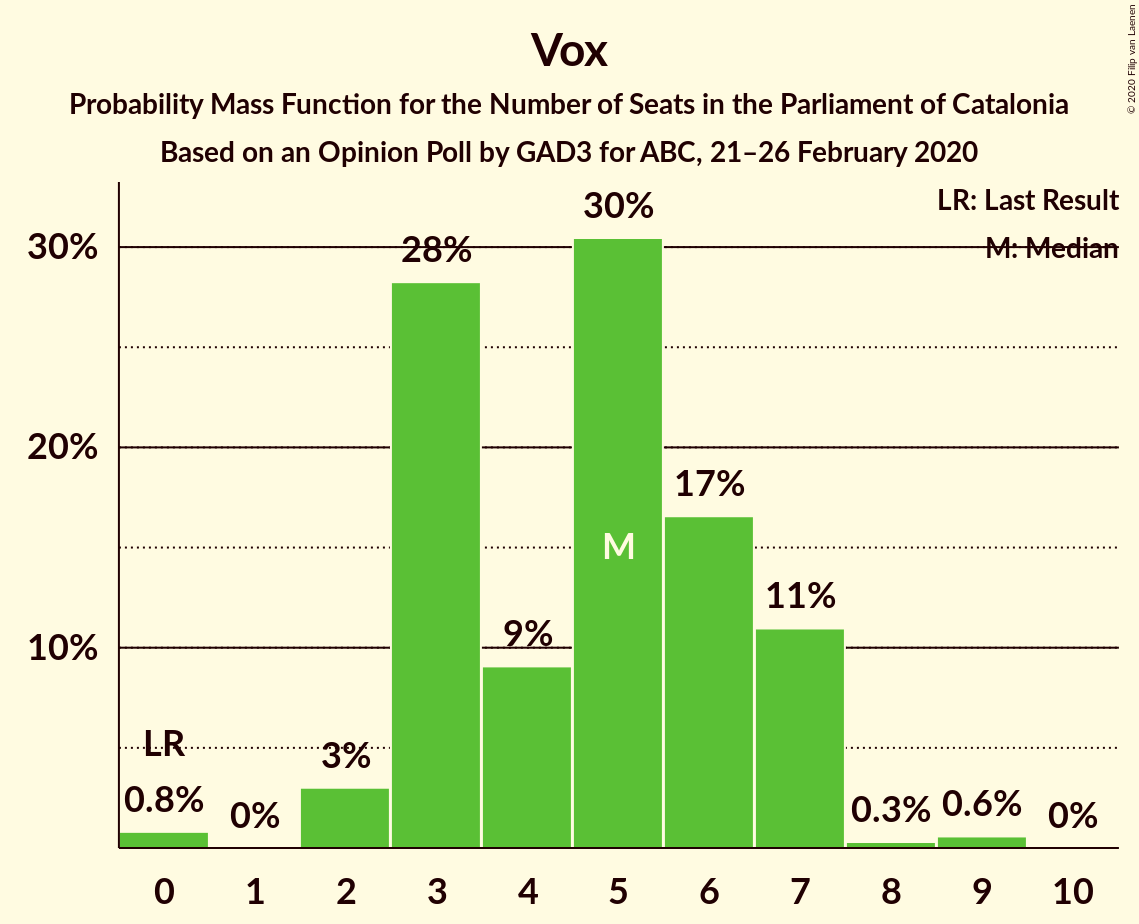 Vox
Probability Mass Function for the Number of Seats in the Parliament of Catalonia
Based on an Opinion Poll by GAD3 for ABC, 21–26 February 2020
© 2020 Filip van Laenen
LR: Last Result
M: Median
30%
20%
10%
LR
0.8%
0%
3%
28%
9%
30%
M
17%
11%
0.3%
0.6%
0%
0 1 2 3 4 5 6 7 8 9 10